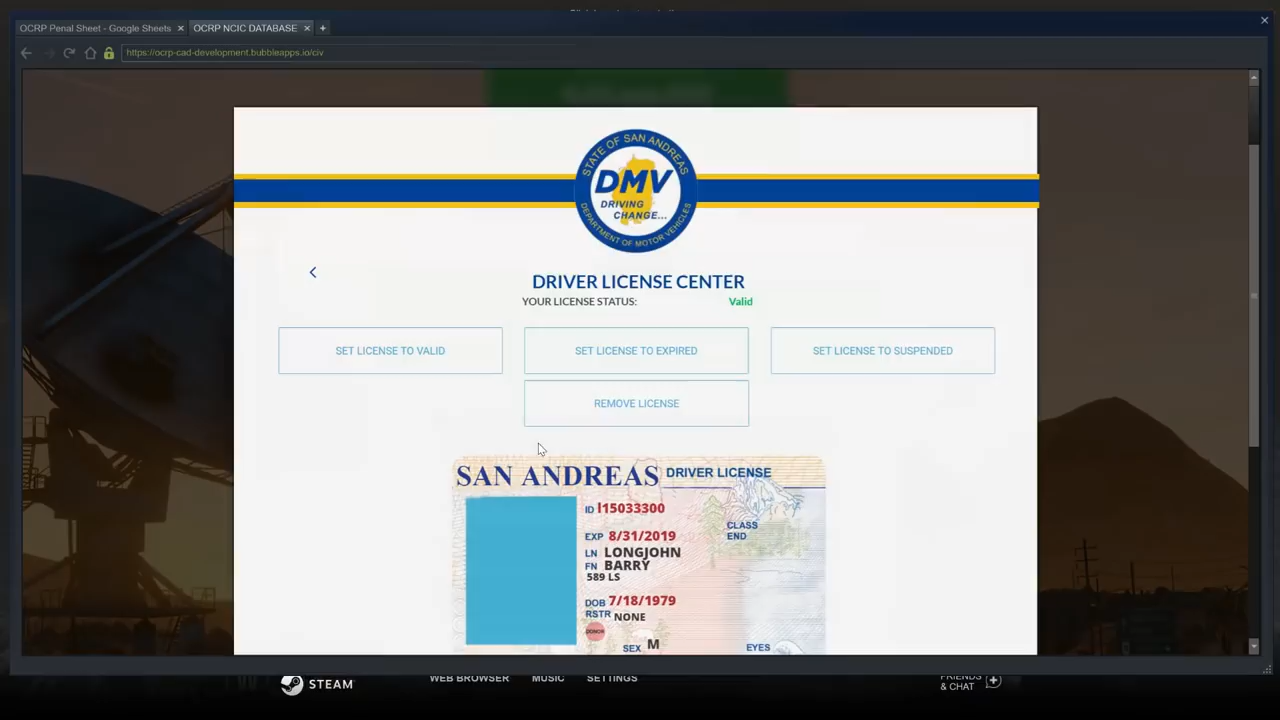 OCRP Penal Sheet - Google Sheets ×
OCRP NCIC DATABASE × +
https://ocrp-cad-development.bubbleapps.io/civ
STATE OF SAN ANDREAS
DMV
DRIVING
CHANGE...
DEPARTMENT OF MOTOR VEHICLES
DRIVER LICENSE CENTER
YOUR LICENSE STATUS: Valid
SET LICENSE TO VALID
SET LICENSE TO EXPIRED
SET LICENSE TO SUSPENDED
REMOVE LICENSE
SAN ANDREAS DRIVER LICENSE
ID I15033300
EXP 8/31/2019
CLASS
END
LN LONGJOHN
FN BARRY
589 LS
DOB 7/18/1979
RSTR NONE
DONOR
SEX M
EYES
STEAM
WEB BROWSER
MUSIC
SETTINGS
FRIENDS
& CHAT